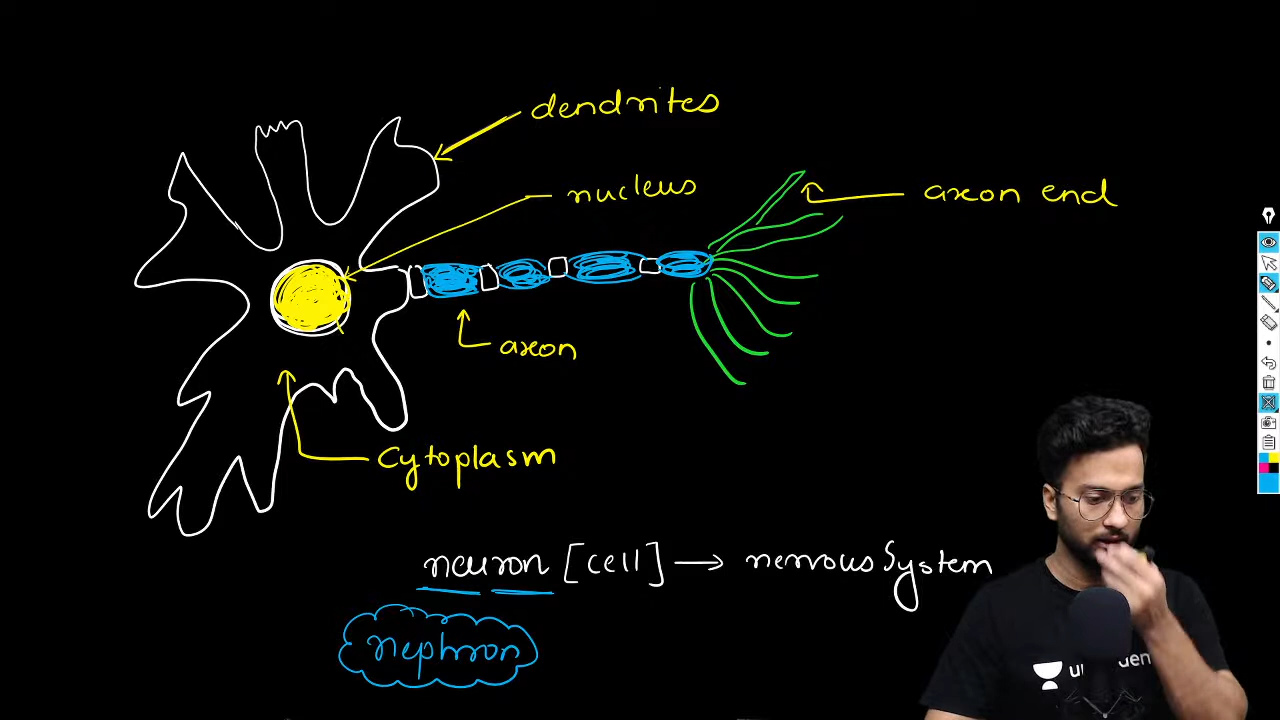 dendrites
nucleus
axon end
axon
Cytoplasm
neuron [cell] → nervous System
nephron